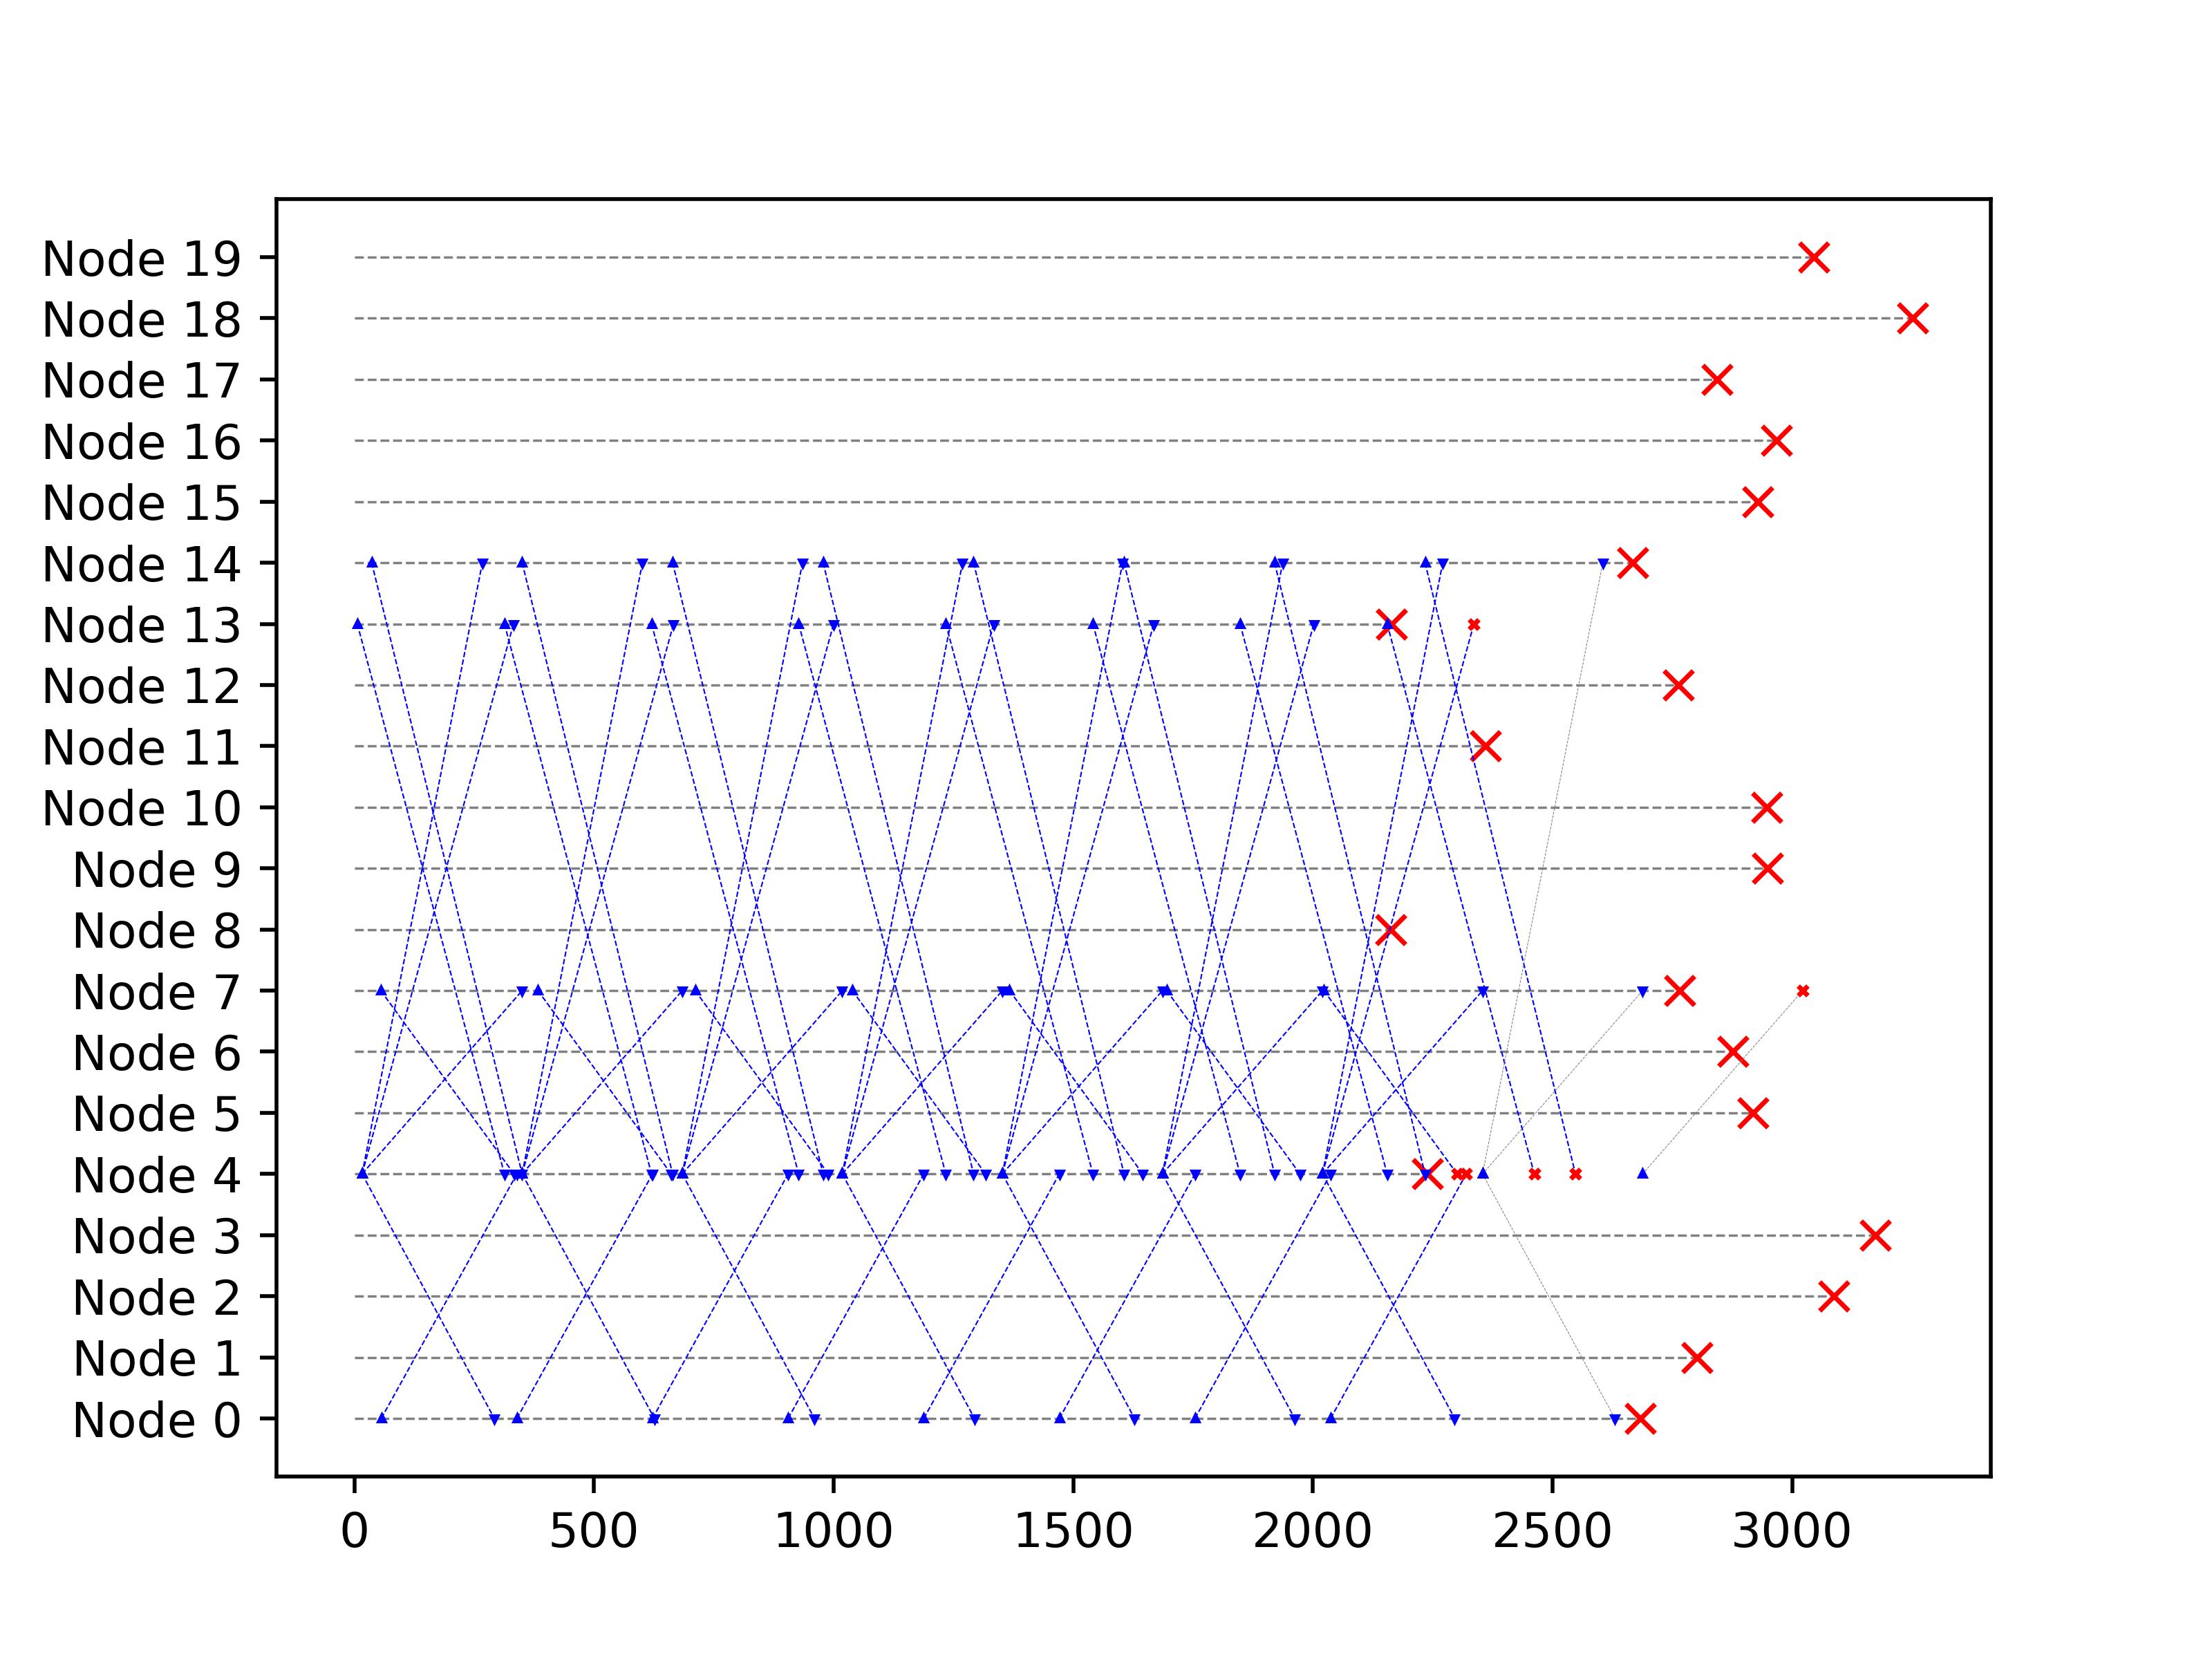 Node 19
Node 18
Node 17
Node 16
Node 15
Node 14
Node 13
Node 12
Node 11
Node 10
Node 9
Node 8
Node 7
Node 6
Node 5
Node 4
Node 3
Node 2
Node 1
Node 0
0 500 1000 1500 2000 2500 3000